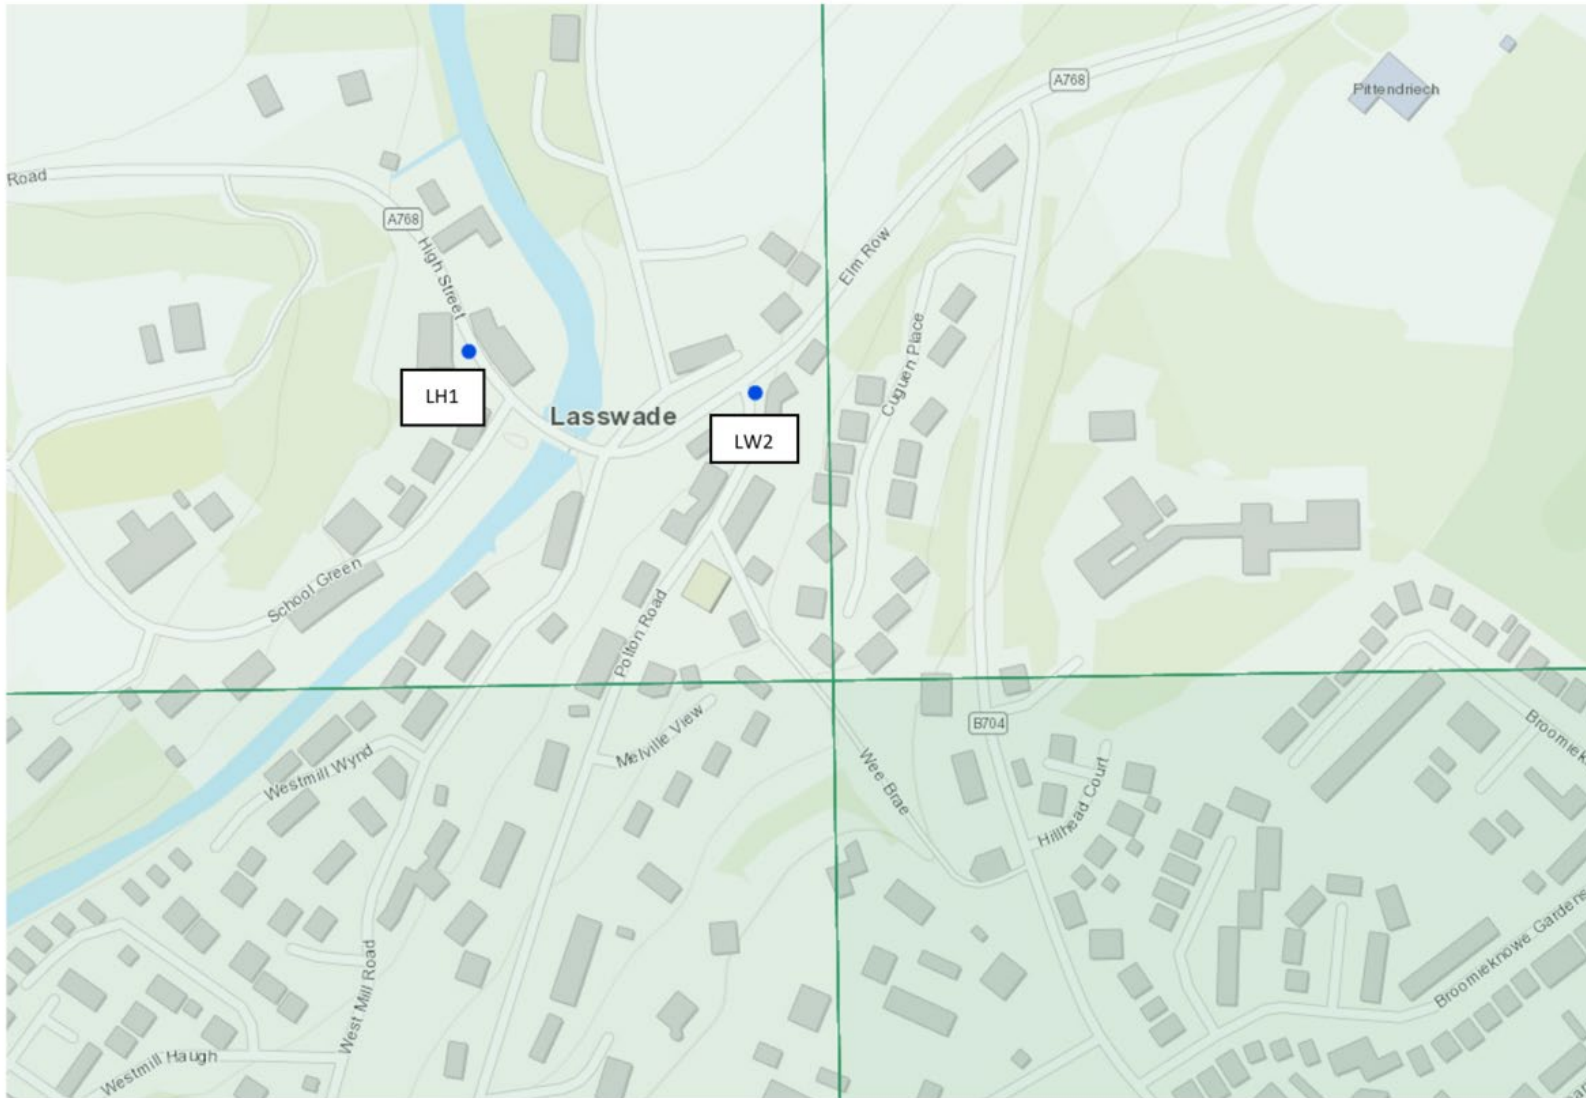 A768
Pittendriech
Road
A768
High Street
Elm Row
Cuguen Place
LH1
Lasswade
LW2
School Green
Polton Road
Melville View
B704
Westmill Wynd
Wee Brae
Hillhead Court
Broomiek
West Mill Road
Broomieknowe Gardens
Westmill Haugh